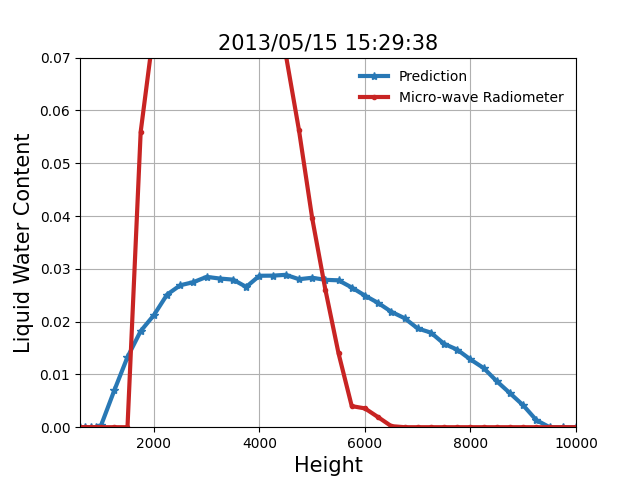 2013/05/15 15:29:38
Prediction
Micro-wave Radiometer
Liquid Water Content
0.07
0.06
0.05
0.04
0.03
0.02
0.01
0.00
2000 4000 6000 8000 10000
Height